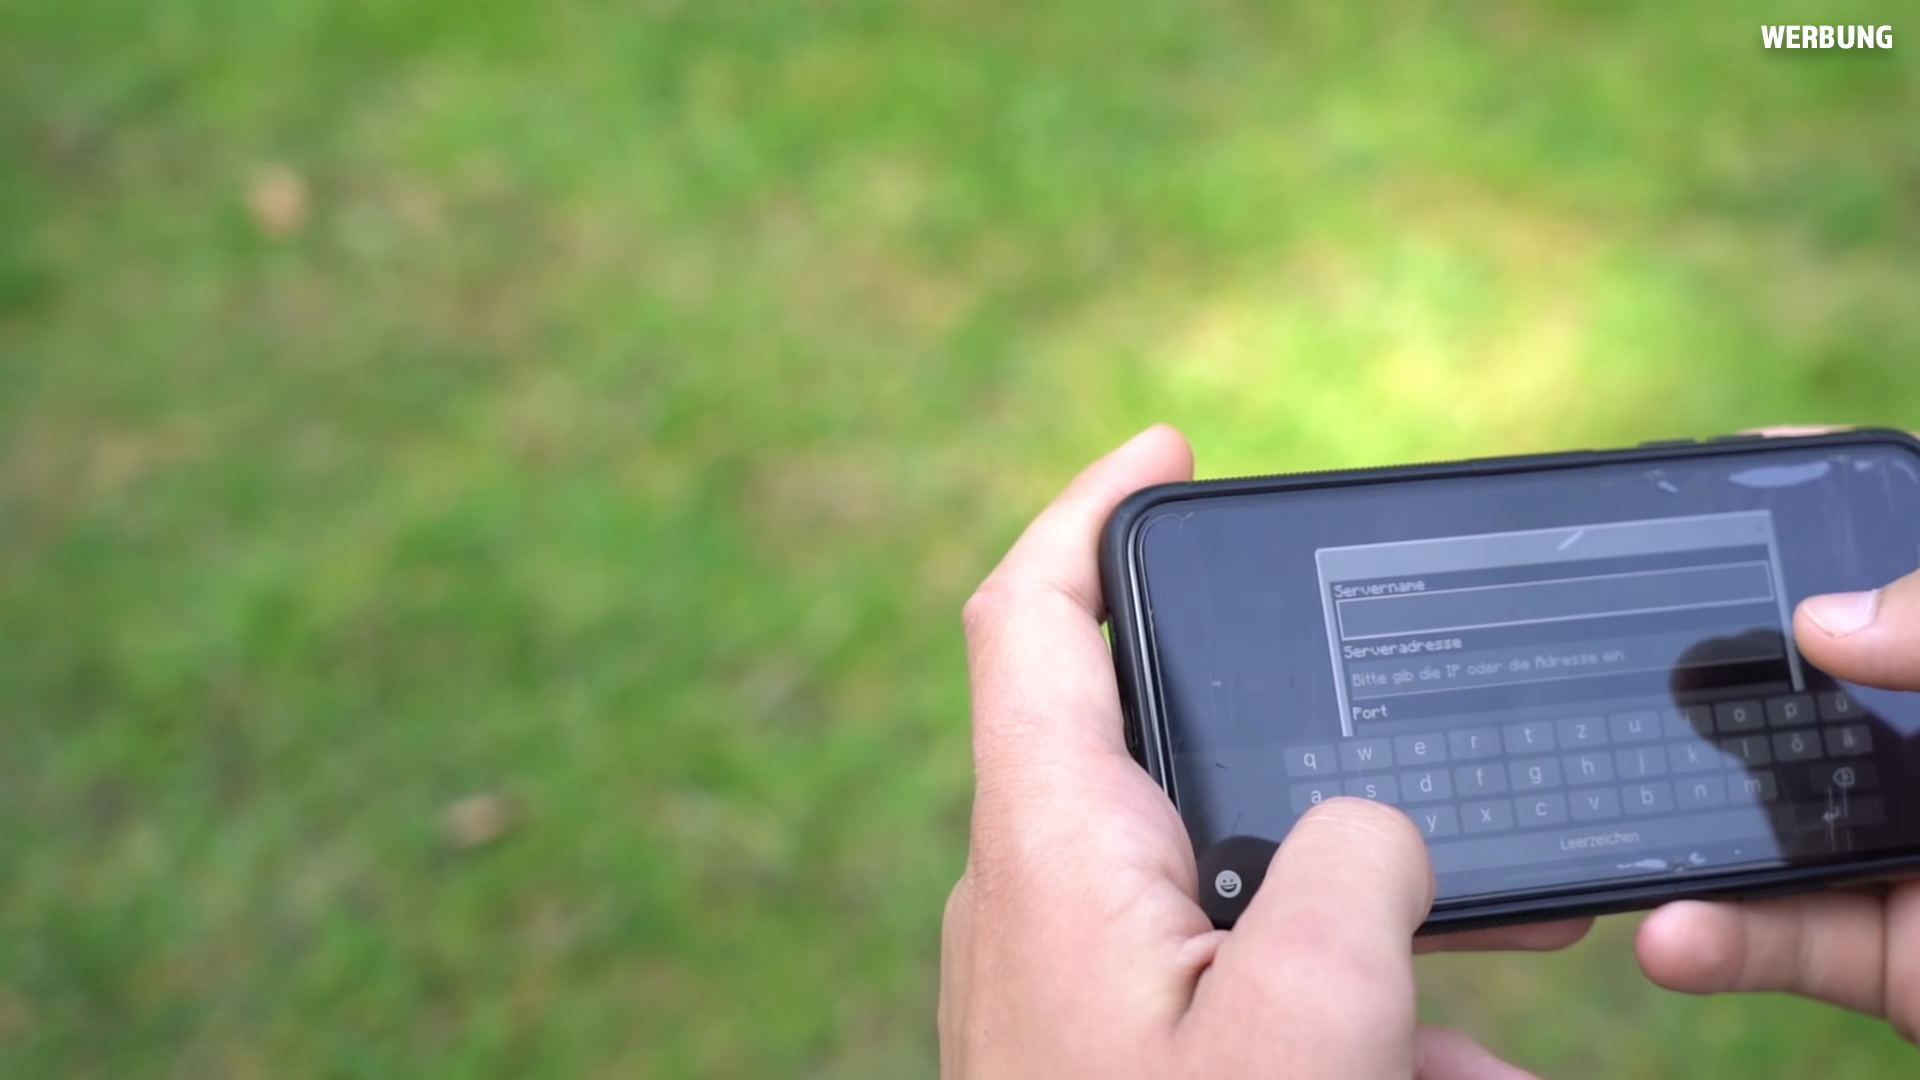 WERBUNG
Servername
Serveradresse
Bitte gib die IP oder die Adresse ein
Port
q w e r t z u o p ü
a s d f g h j k l ö ä
y x c v b n m
Leerzeichen